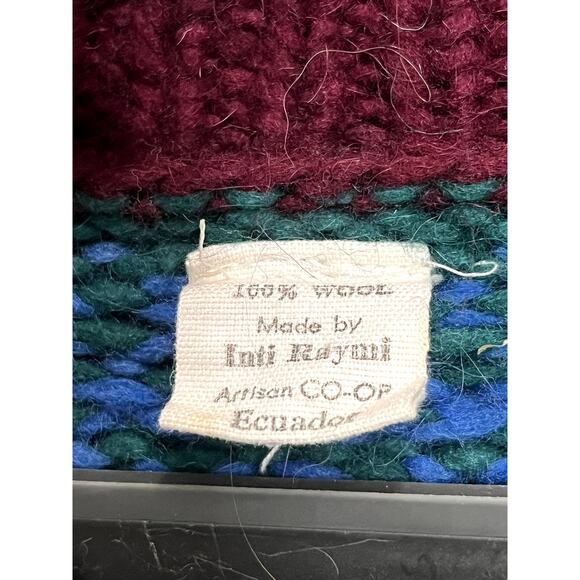 100% WOOL
Made by
Inti Raymi
Artisan CO-OP
Ecuador